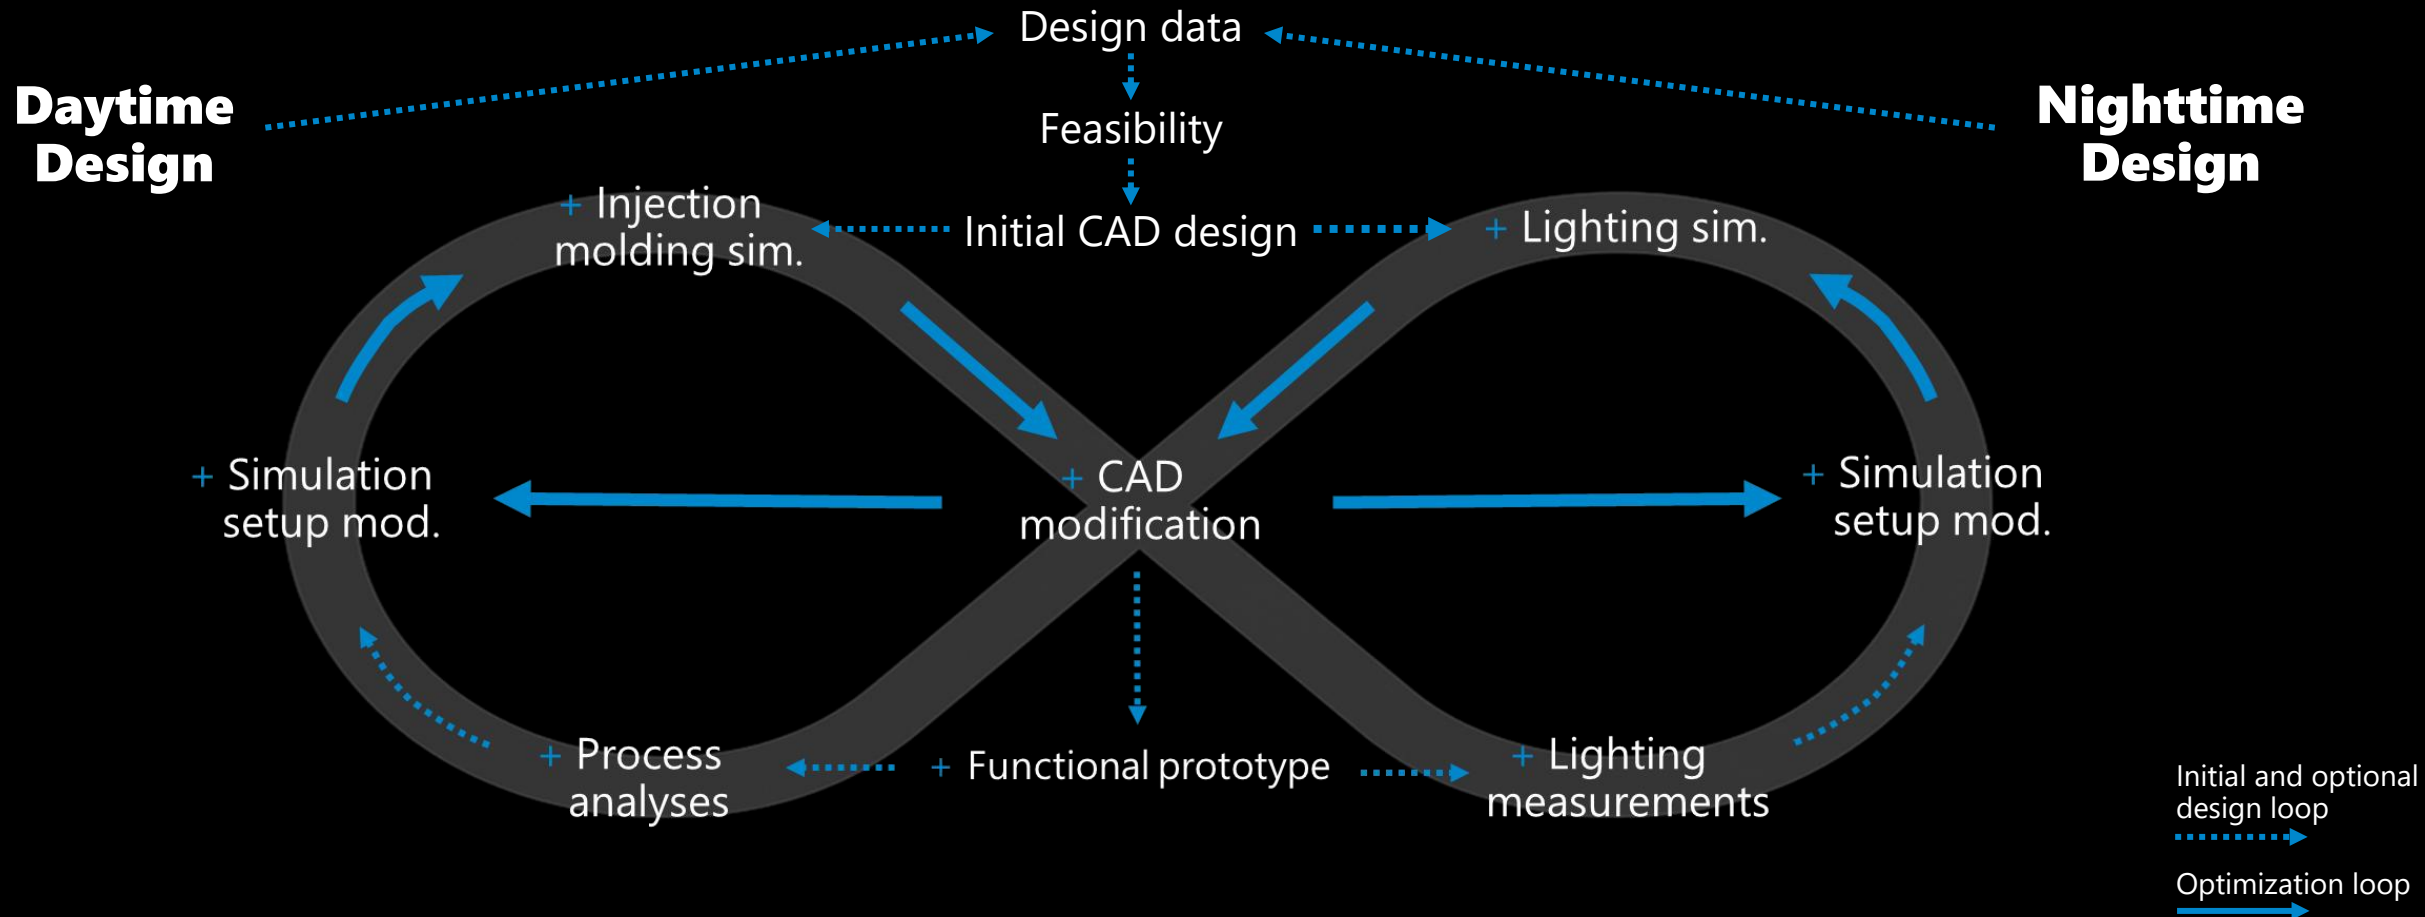 Design data
Daytime
Design
Nighttime
Design
Feasibility
+ Injection
molding sim.
Initial CAD design
+ Lighting sim.
+ Simulation
setup mod.
+ CAD
modification
+ Simulation
setup mod.
+ Process
analyses
+ Functional prototype
+ Lighting
measurements
Initial and optional
design loop
Optimization loop